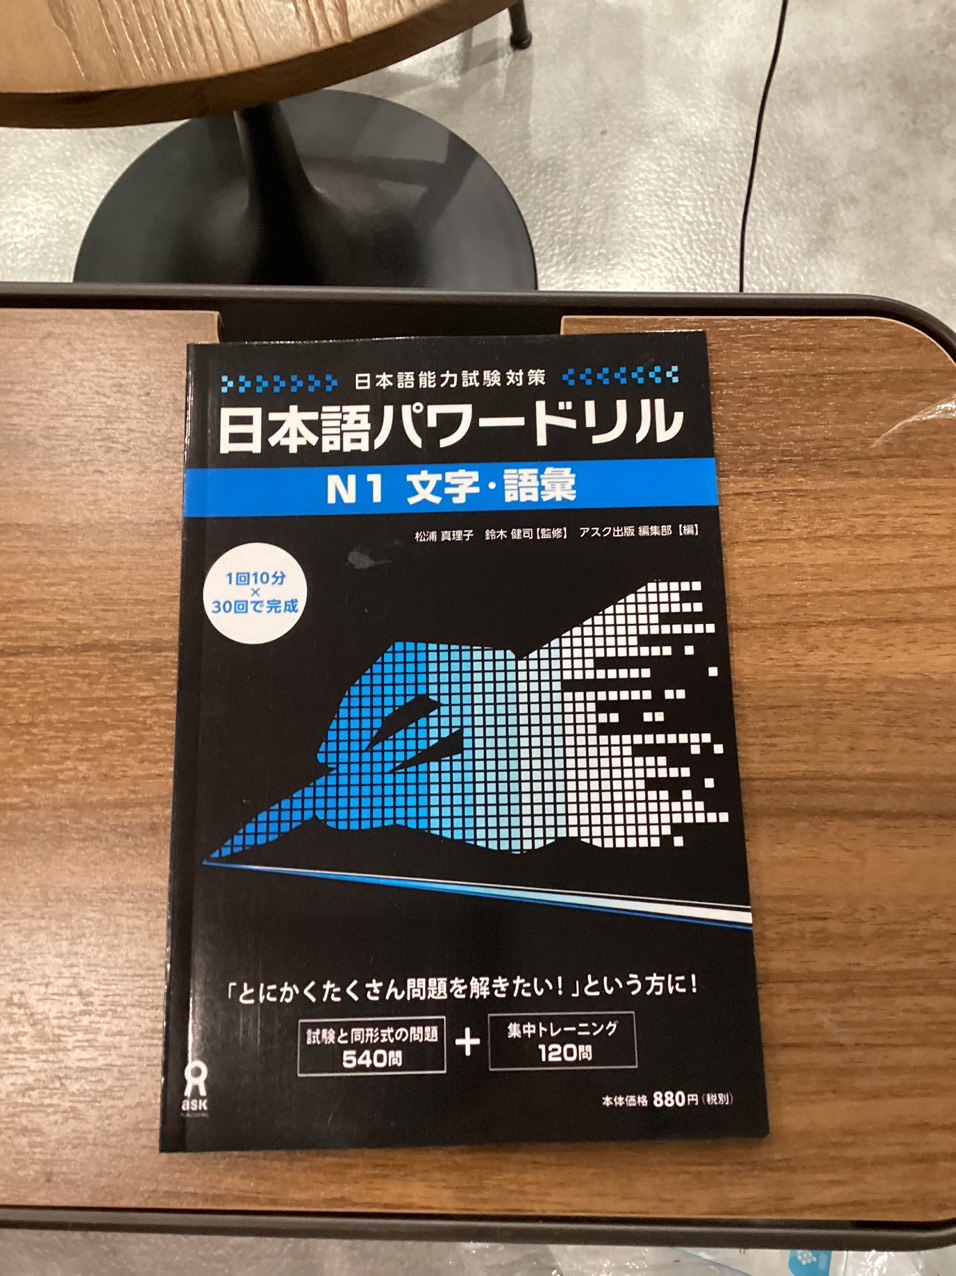 日本語能力試験対策
日本語パワードリル
N1 文字・語彙
松浦 真理子 鈴木 健司【監修】 アスク出版 編集部【編】
1回10分
×
30回で完成
「とにかくたくさん問題を解きたい！」という方に！
試験と同形式の問題
540問
+
集中トレーニング
120問
ask
PUBLISHING
本体価格 880円（税別）